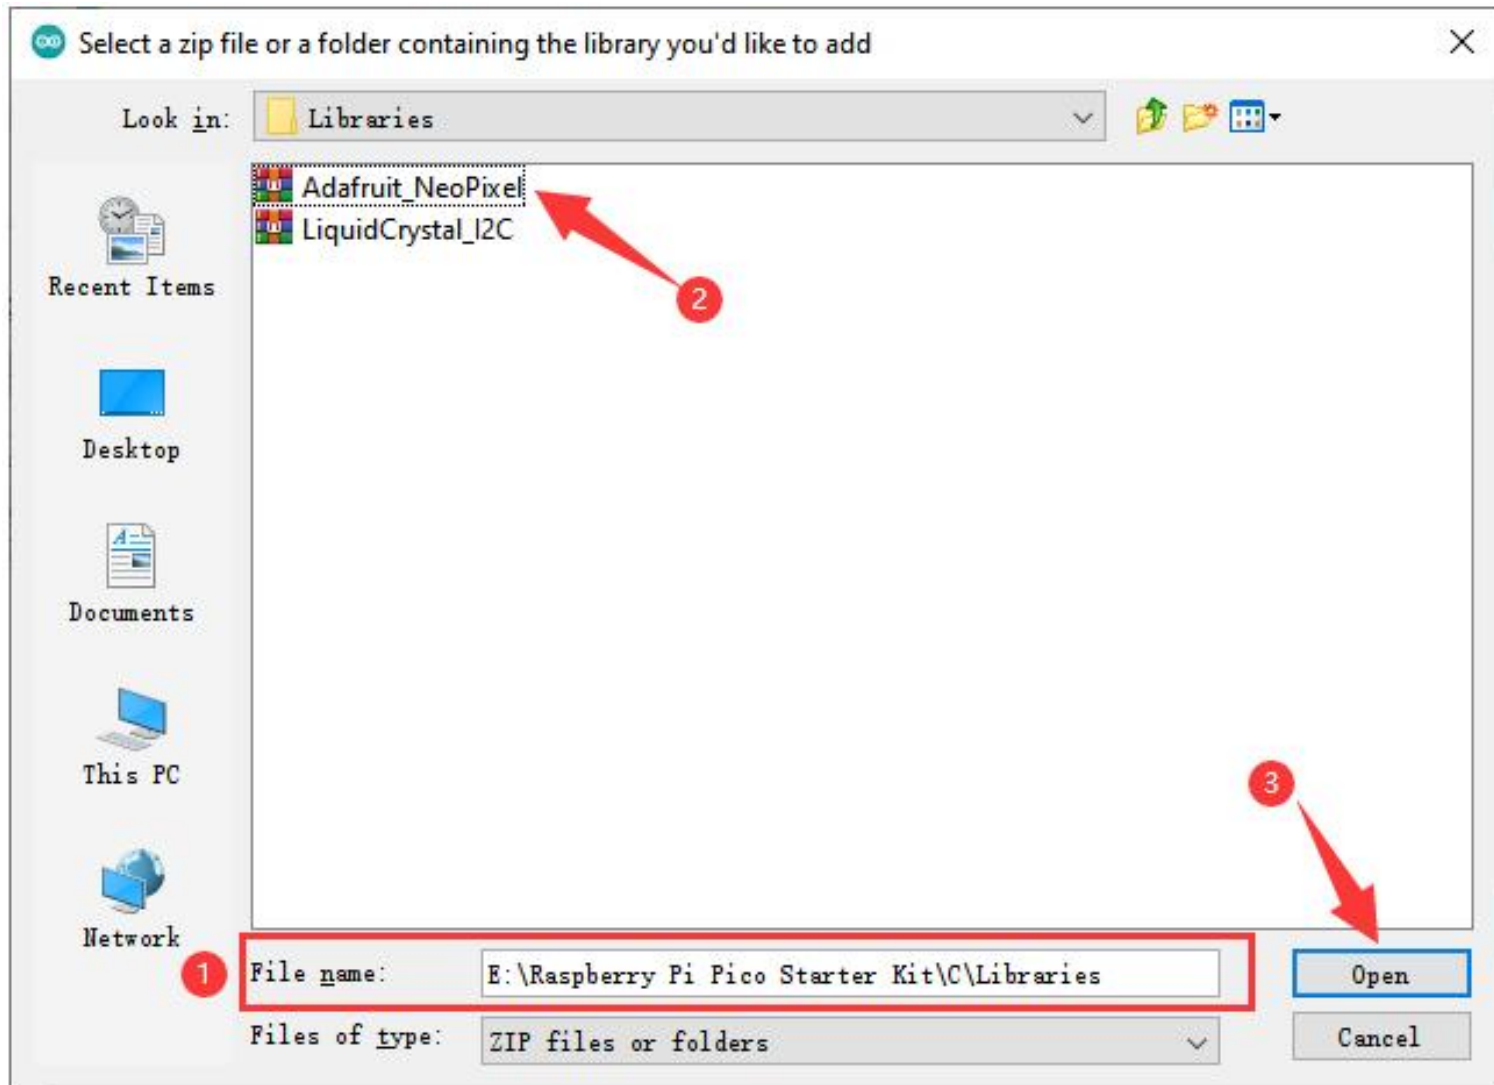 Select a zip file or a folder containing the library you'd like to add
Look in:
Libraries
Adafruit_NeoPixel
LiquidCrystal_I2C
2
Recent Items
Desktop
Documents
This PC
3
Network
1
File name:
E:\Raspberry Pi Pico Starter Kit\C\Libraries
Open
Files of type:
ZIP files or folders
Cancel